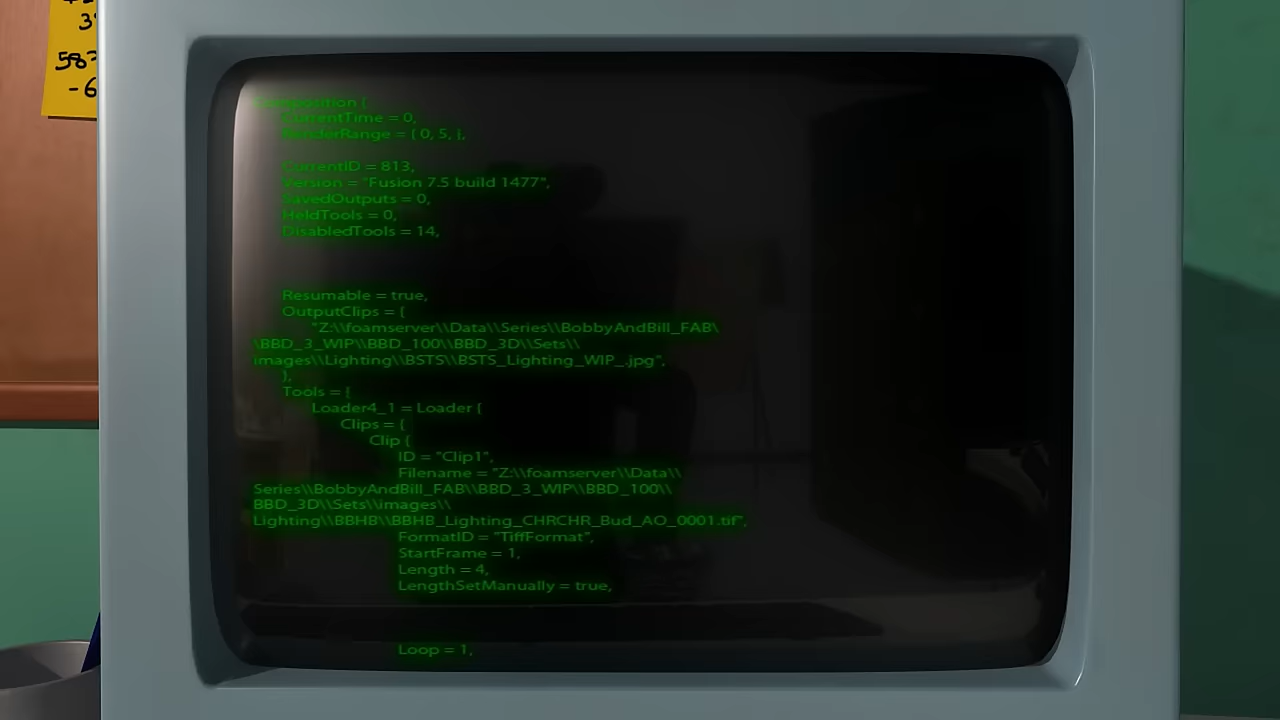 3
58
-6
Composition {
CurrentTime = 0,
RenderRange = { 0, 5, },
CurrentID = 813,
Version = "Fusion 7.5 build 1477",
SavedOutputs = 0,
HeldTools = 0,
DisabledTools = 14,
Resumable = true,
OutputClips = {
"Z:\\foamserver\\Data\\Series\\BobbyAndBill_FAB\
\BBD_3_WIP\\BBD_100\\BBD_3D\\Sets\\
images\\Lighting\\BSTS\\BSTS_Lighting_WIP_.jpg",
},
Tools = {
Loader4_1 = Loader {
Clips = {
Clip {
ID = "Clip1",
Filename = "Z:\\foamserver\\Data\\
Series\\BobbyAndBill_FAB\\BBD_3_WIP\\BBD_100\\
BBD_3D\\Sets\\images\\
Lighting\\BBHB\\BBHB_Lighting_CHRCHR_Bud_AO_0001.tif",
FormatID = "TiffFormat",
StartFrame = 1,
Length = 4,
LengthSetManually = true,
Loop = 1,